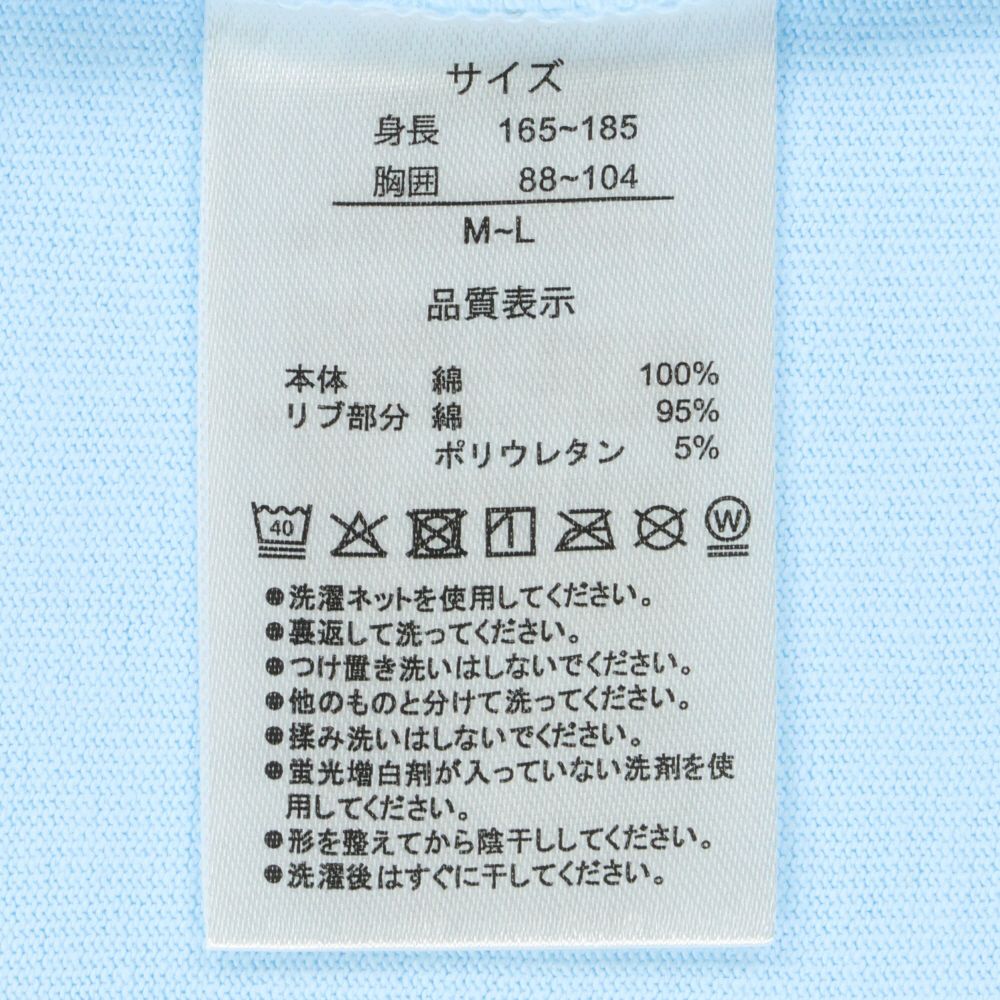 サイズ
身長 165~185
胸囲 88~104
M~L
品質表示
本体 綿 100%
リブ部分 綿 95%
ポリウレタン 5%
40 W
●洗濯ネットを使用してください。
●裏返して洗ってください。
●つけ置き洗いはしないでください。
●他のものと分けて洗ってください。
●揉み洗いはしないでください。
●蛍光増白剤が入っていない洗剤を使
用してください。
●形を整えてから陰干ししてください。
●洗濯後はすぐに干してください。